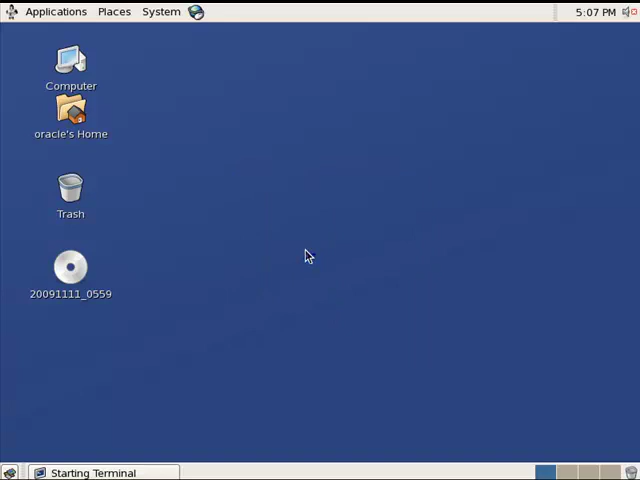 Applications Places System 5:07 PM
Computer
oracle's Home
Trash
20091111_0559
Starting Terminal